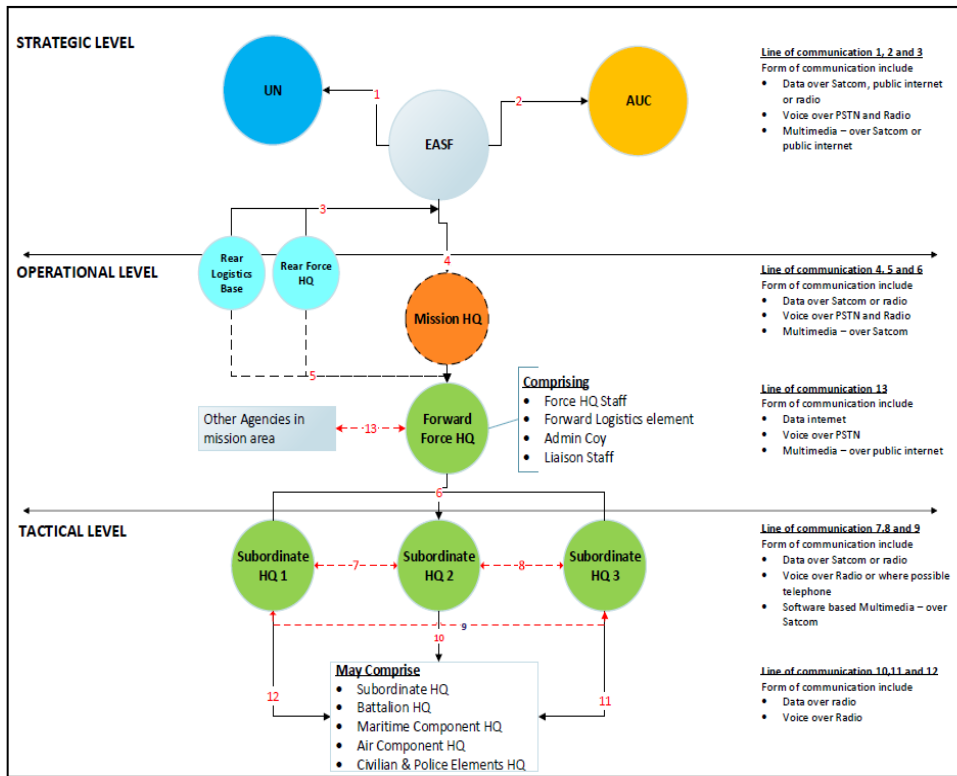 STRATEGIC LEVEL
UN
1
EASF
2
AUC
Line of communication 1, 2 and 3
Form of communication include
• Data over Satcom, public internet
or radio
• Voice over PSTN and Radio
• Multimedia – over Satcom or
public internet
3
OPERATIONAL LEVEL
Rear
Logistics
Base
Rear Force
HQ
4
Mission HQ
5
Line of communication 4, 5 and 6
Form of communication include
• Data over Satcom or radio
• Voice over PSTN and Radio
• Multimedia – over Satcom
Other Agencies in
mission area
13
Forward
Force HQ
Comprising
• Force HQ Staff
• Forward Logistics element
• Admin Coy
• Liaison Staff
Line of communication 13
Form of communication include
• Data internet
• Voice over PSTN
• Multimedia – over public internet
6
TACTICAL LEVEL
Subordinate
HQ 1
7
Subordinate
HQ 2
8
Subordinate
HQ 3
Line of communication 7,8 and 9
Form of communication include
• Data over Satcom or radio
• Voice over Radio or where possible
telephone
• Software based Multimedia – over
Satcom
9
10
12
11
May Comprise
• Subordinate HQ
• Battalion HQ
• Maritime Component HQ
• Air Component HQ
• Civilian & Police Elements HQ
Line of communication 10,11 and 12
Form of communication include
• Data over radio
• Voice over Radio